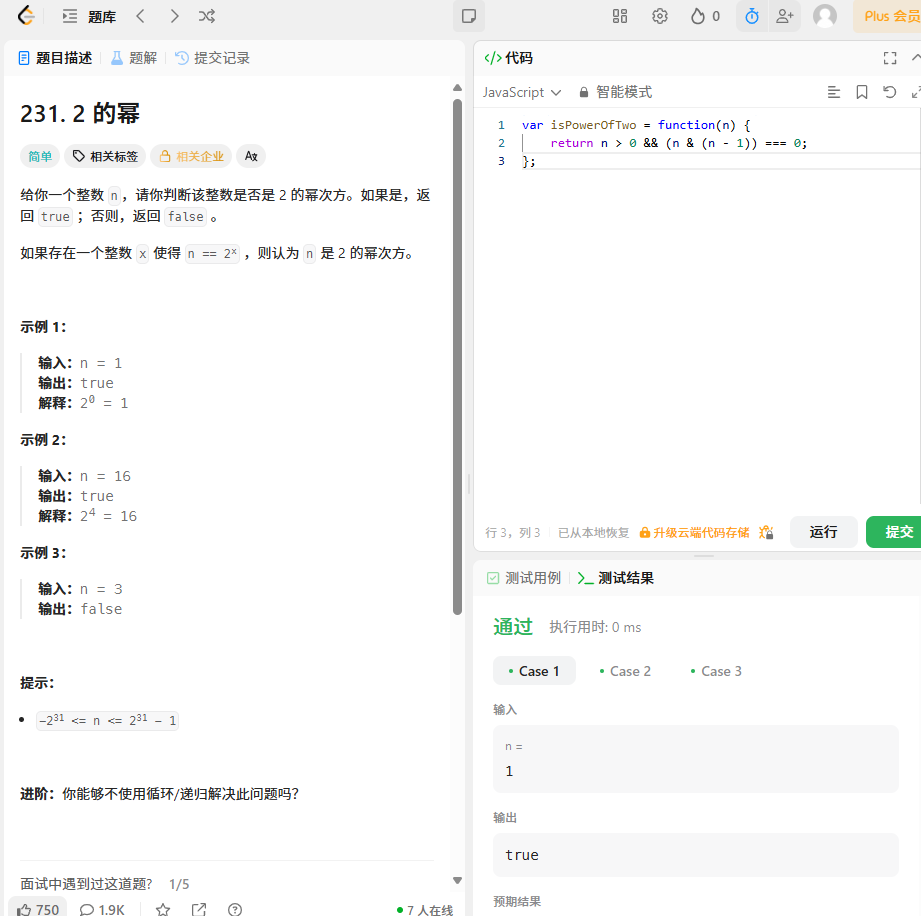 题库
0
Plus 会员
题目描述
题解
提交记录
231. 2 的幂
简单
相关标签
相关企业
给你一个整数 n，请你判断该整数是否是 2 的幂次方。如果是，返
回 true ；否则，返回 false 。
如果存在一个整数 x 使得 n == 2ˣ ，则认为 n 是 2 的幂次方。
示例 1：
输入：n = 1
输出：true
解释：2⁰ = 1
示例 2：
输入：n = 16
输出：true
解释：2⁴ = 16
示例 3：
输入：n = 3
输出：false
提示：
-2³¹ <= n <= 2³¹ - 1
进阶：你能够不使用循环/递归解决此问题吗？
面试中遇到过这道题? 1/5
750
1.9K
7 人在线
</> 代码
JavaScript
智能模式
1 var isPowerOfTwo = function(n) {
2 return n > 0 && (n & (n - 1)) === 0;
3 };
行 3，列 3
已从本地恢复
升级云端代码存储
运行
提交
测试用例
测试结果
通过
执行用时: 0 ms
Case 1
Case 2
Case 3
输入
n =
1
输出
true
预期结果